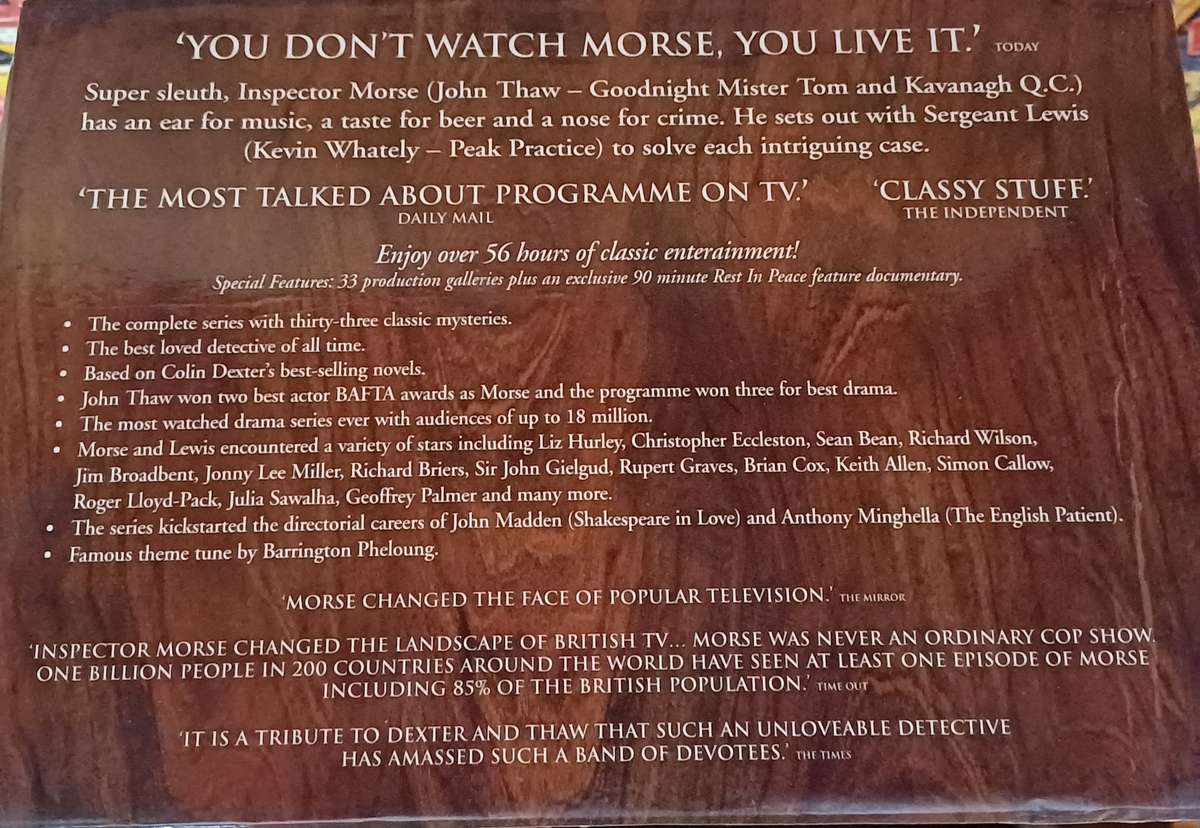 ‘YOU DON'T WATCH MORSE, YOU LIVE IT.’ TODAY
Super sleuth, Inspector Morse (John Thaw – Goodnight Mister Tom and Kavanagh Q.C.)
has an ear for music, a taste for beer and a nose for crime. He sets out with Sergeant Lewis
(Kevin Whately – Peak Practice) to solve each intriguing case.
‘THE MOST TALKED ABOUT PROGRAMME ON TV.’ ‘CLASSY STUFF.’
DAILY MAIL THE INDEPENDENT
Enjoy over 56 hours of classic enterainment!
Special Features: 33 production galleries plus an exclusive 90 minute Rest In Peace feature documentary.
• The complete series with thirty-three classic mysteries.
• The best loved detective of all time.
• Based on Colin Dexter's best-selling novels.
• John Thaw won two best actor BAFTA awards as Morse and the programme won three for best drama.
• The most watched drama series ever with audiences of up to 18 million.
• Morse and Lewis encountered a variety of stars including Liz Hurley, Christopher Eccleston, Sean Bean, Richard Wilson,
Jim Broadbent, Jonny Lee Miller, Richard Briers, Sir John Gielgud, Rupert Graves, Brian Cox, Keith Allen, Simon Callow,
Roger Lloyd-Pack, Julia Sawalha, Geoffrey Palmer and many more.
• The series kickstarted the directorial careers of John Madden (Shakespeare in Love) and Anthony Minghella (The English Patient).
• Famous theme tune by Barrington Pheloung.
‘MORSE CHANGED THE FACE OF POPULAR TELEVISION.’ THE MIRROR
‘INSPECTOR MORSE CHANGED THE LANDSCAPE OF BRITISH TV... MORSE WAS NEVER AN ORDINARY COP SHOW.
ONE BILLION PEOPLE IN 200 COUNTRIES AROUND THE WORLD HAVE SEEN AT LEAST ONE EPISODE OF MORSE
INCLUDING 85% OF THE BRITISH POPULATION.’ TIME OUT
‘IT IS A TRIBUTE TO DEXTER AND THAW THAT SUCH AN UNLOVEABLE DETECTIVE
HAS AMASSED SUCH A BAND OF DEVOTEES.’ THE TIMES